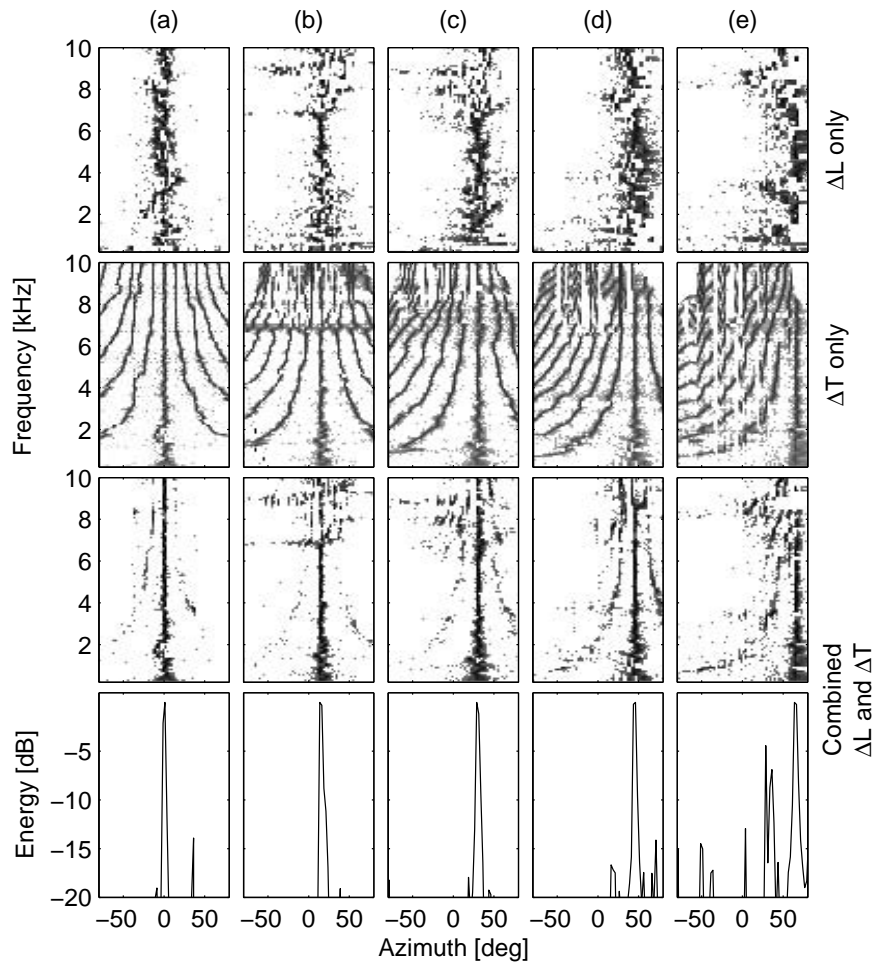 (a) (b) (c) (d) (e)
10
8
6
4
2
ΔL only
10
8
6
4
2
Frequency [kHz]
ΔT only
10
8
6
4
2
Combined
ΔL and ΔT
−5
−10
−15
−20
Energy [dB]
−50 0 50 −50 0 50 −50 0 50 −50 0 50 −50 0 50
Azimuth [deg]